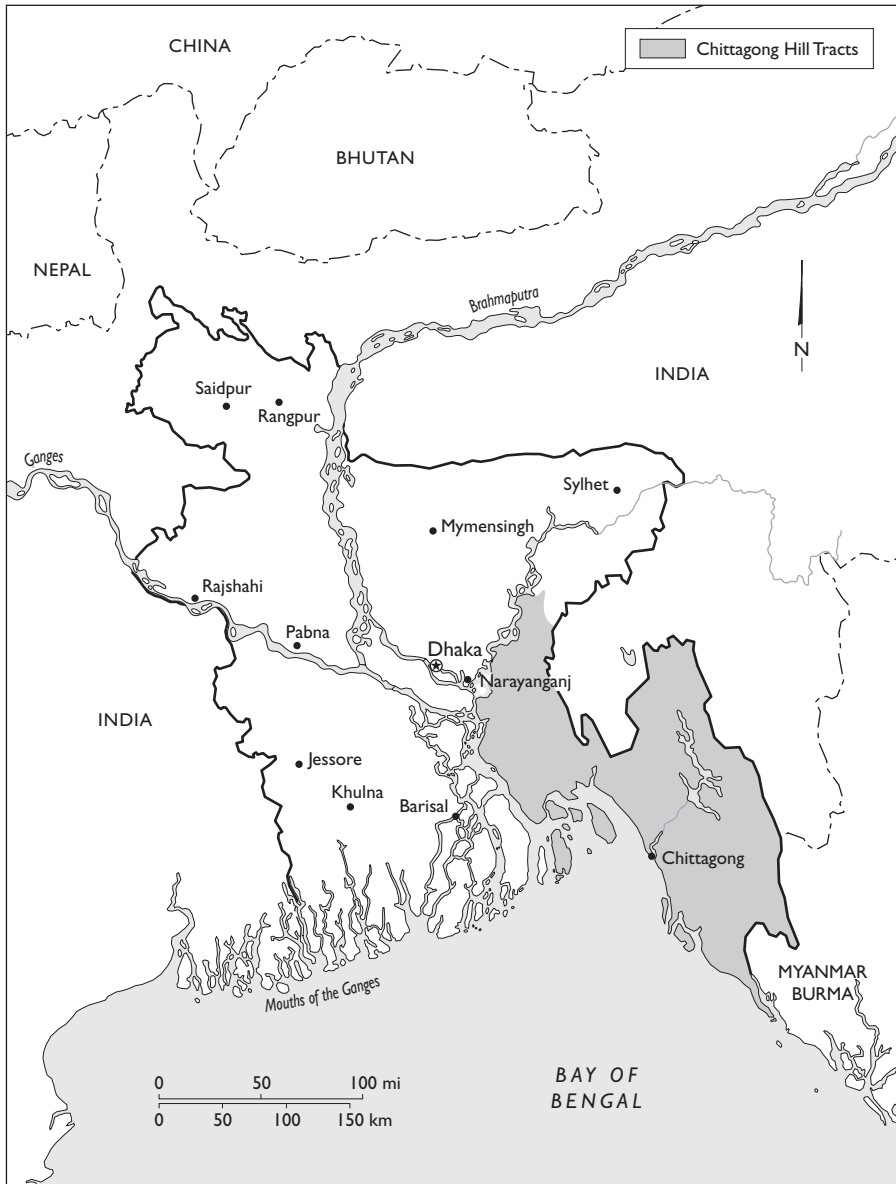 CHINA
Chittagong Hill Tracts
BHUTAN
NEPAL
Brahmaputra
N
INDIA
Saidpur
Rangpur
Ganges
Sylhet
Mymensingh
Rajshahi
Pabna
Dhaka
Narayanganj
INDIA
Jessore
Khulna
Barisal
Chittagong
MYANMAR
BURMA
Mouths of the Ganges
BAY OF
BENGAL
0 50 100 mi
0 50 100 150 km